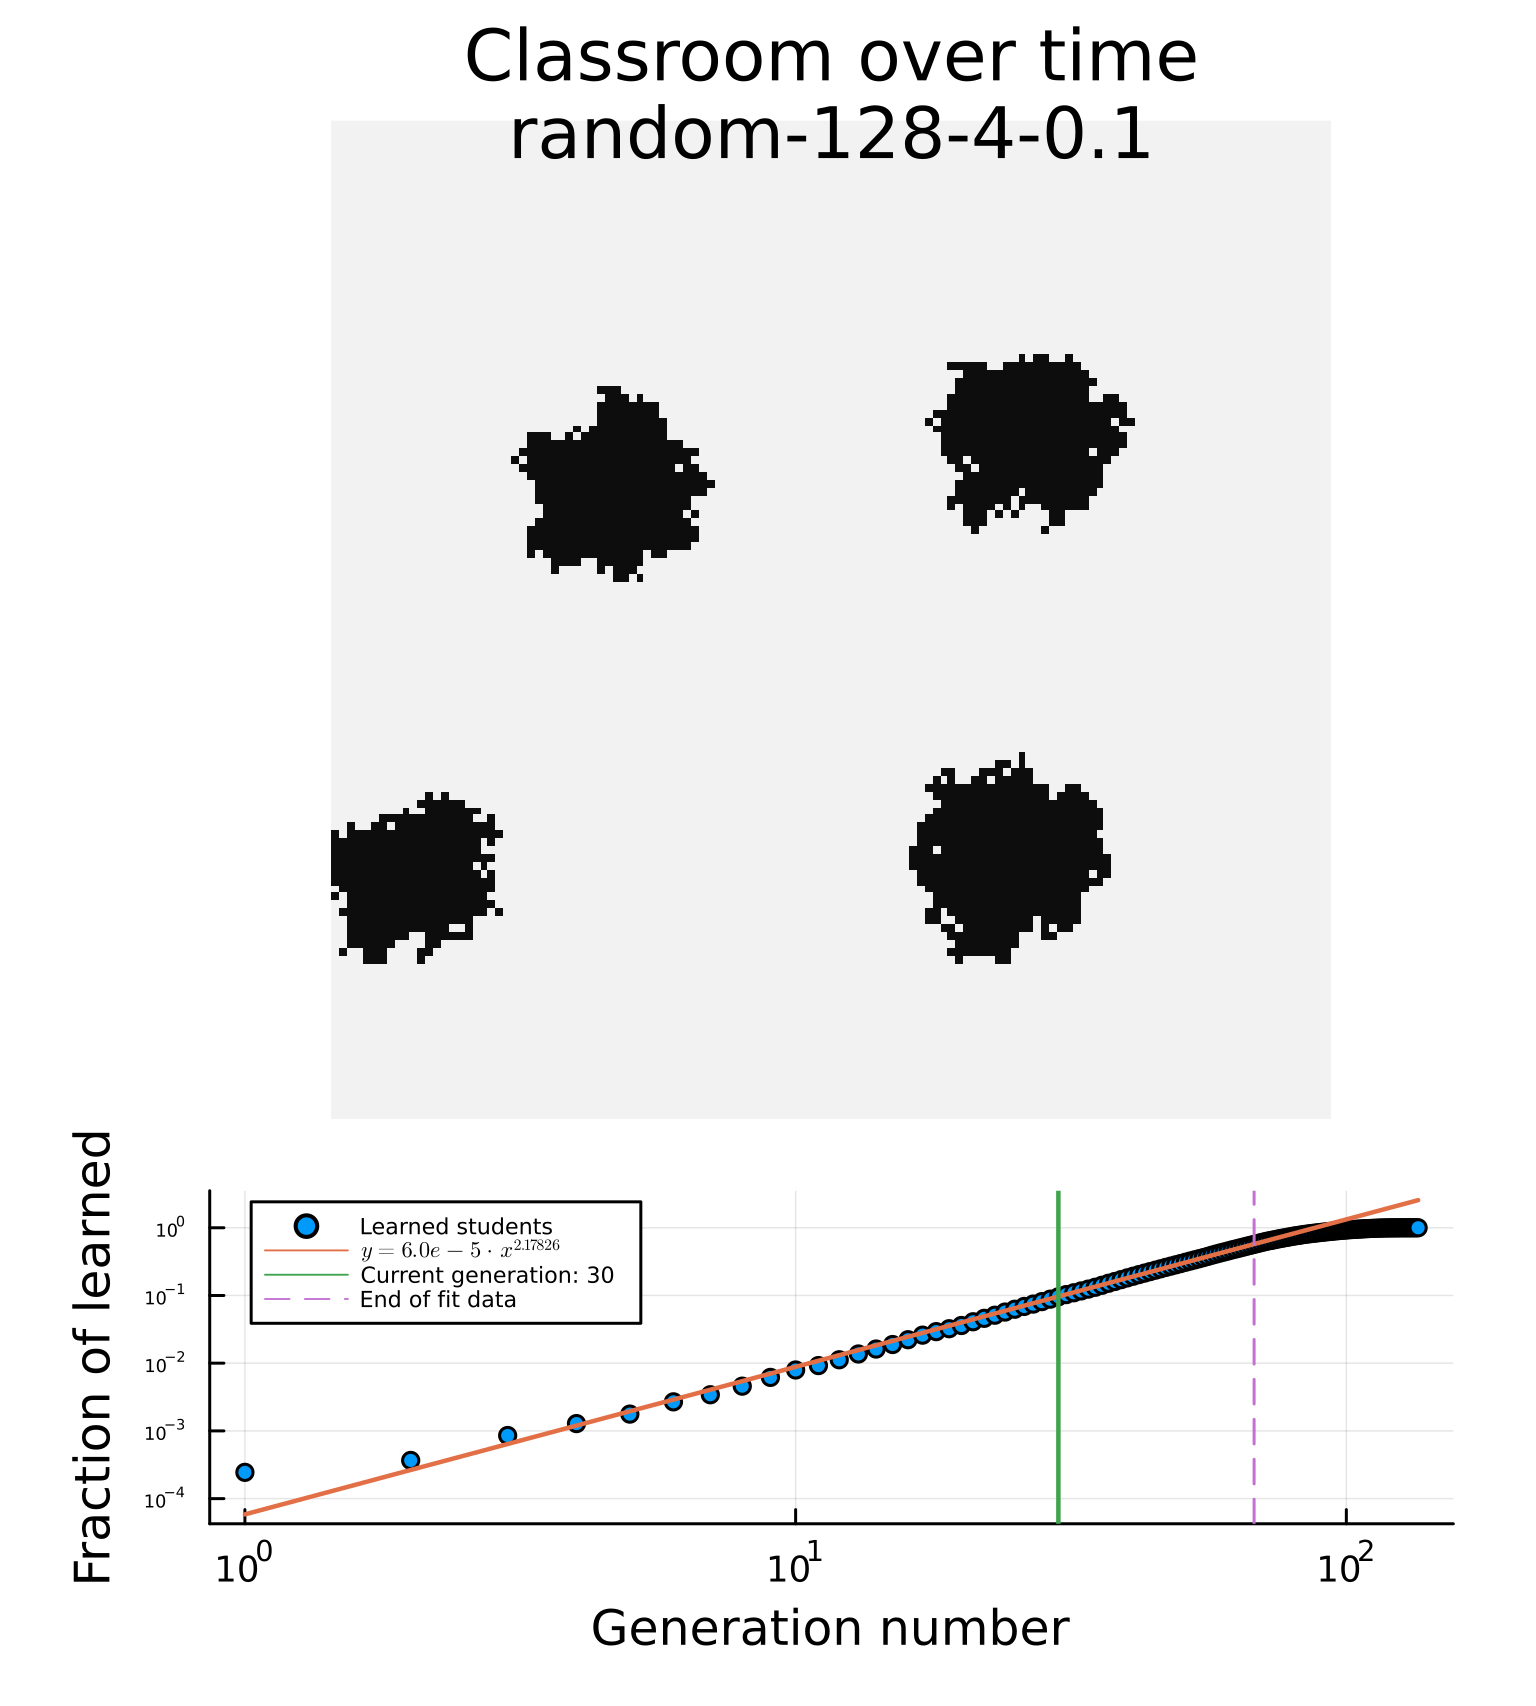 Classroom over time
random-128-4-0.1
Fraction of learned
10^0
10^-1
10^-2
10^-3
10^-4
Learned students
y = 6.0e − 5 · x^2.17826
Current generation: 30
End of fit data
10^0 10^1 10^2
Generation number